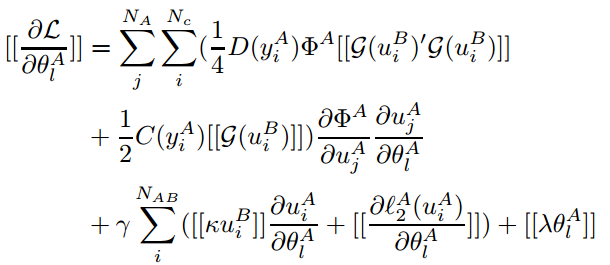 [[∂ℒ/∂θ_l^A]] = ∑_j^{N_A} ∑_i^{N_c} (1/4 D(y_i^A)Φ^A[[𝒢(u_i^B)′𝒢(u_i^B)]]
+ 1/2 C(y_i^A)[[𝒢(u_i^B)]]) ∂Φ^A/∂u_j^A ∂u_j^A/∂θ_l^A
+ γ ∑_i^{N_{AB}} ([[κu_i^B]] ∂u_i^A/∂θ_l^A + [[∂ℓ_2^A(u_i^A)/∂θ_l^A]]) + [[λθ_l^A]]